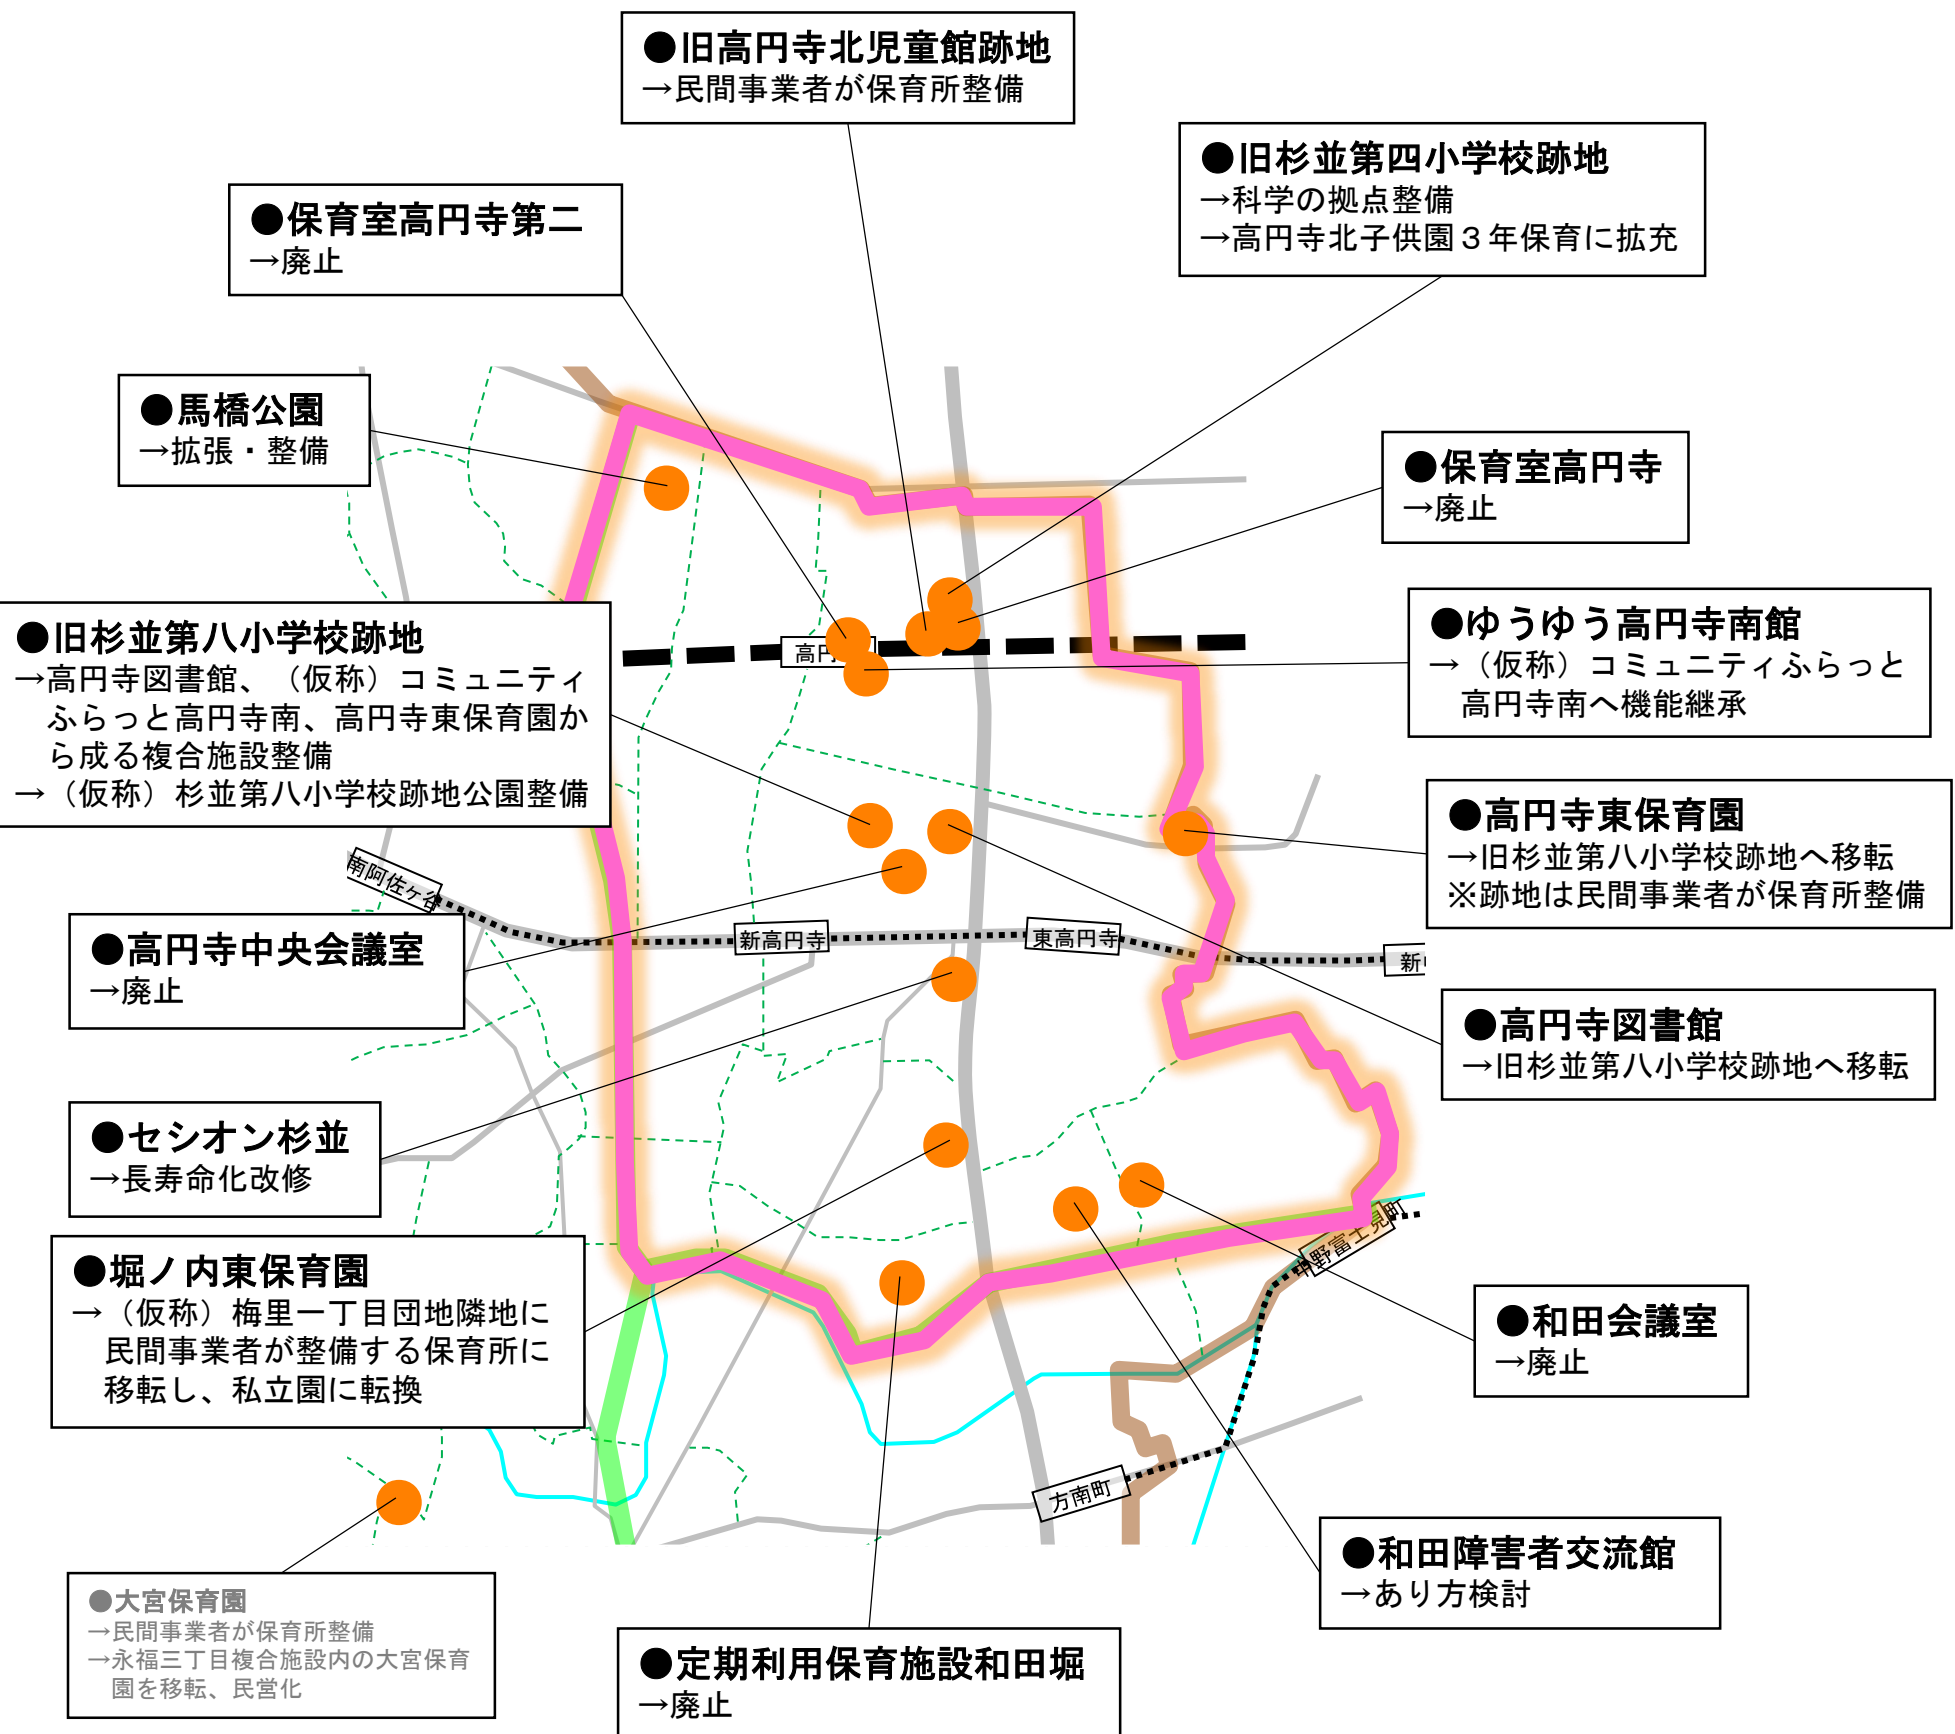 ●旧高円寺北児童館跡地
→民間事業者が保育所整備
●旧杉並第四小学校跡地
→科学の拠点整備
→高円寺北子供園３年保育に拡充
●保育室高円寺第二
→廃止
●馬橋公園
→拡張・整備
●保育室高円寺
→廃止
●旧杉並第八小学校跡地
→高円寺図書館、（仮称）コミュニティ
ふらっと高円寺南、高円寺東保育園か
ら成る複合施設整備
→（仮称）杉並第八小学校跡地公園整備
高円
●ゆうゆう高円寺南館
→（仮称）コミュニティふらっと
高円寺南へ機能継承
●高円寺東保育園
→旧杉並第八小学校跡地へ移転
※跡地は民間事業者が保育所整備
南阿佐ヶ谷
新高円寺
東高円寺
新
●高円寺中央会議室
→廃止
●高円寺図書館
→旧杉並第八小学校跡地へ移転
●セシオン杉並
→長寿命化改修
●堀ノ内東保育園
→（仮称）梅里一丁目団地隣地に
民間事業者が整備する保育所に
移転し、私立園に転換
中野富士見町
●和田会議室
→廃止
方南町
●和田障害者交流館
→あり方検討
●大宮保育園
→民間事業者が保育所整備
→永福三丁目複合施設内の大宮保育
園を移転、民営化
●定期利用保育施設和田堀
→廃止